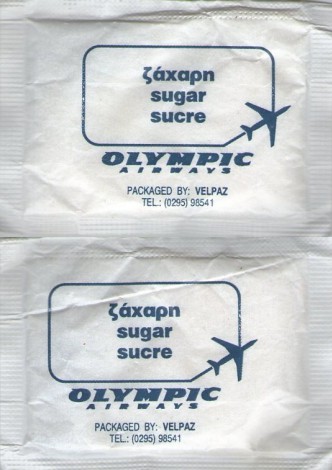 ζάχαρη
sugar
sucre
OLYMPIC
AIRWAYS
PACKAGED BY: VELPAZ
TEL.: (0295) 98541
ζάχαρη
sugar
sucre
OLYMPIC
AIRWAYS
PACKAGED BY: VELPAZ
TEL.: (0295) 98541